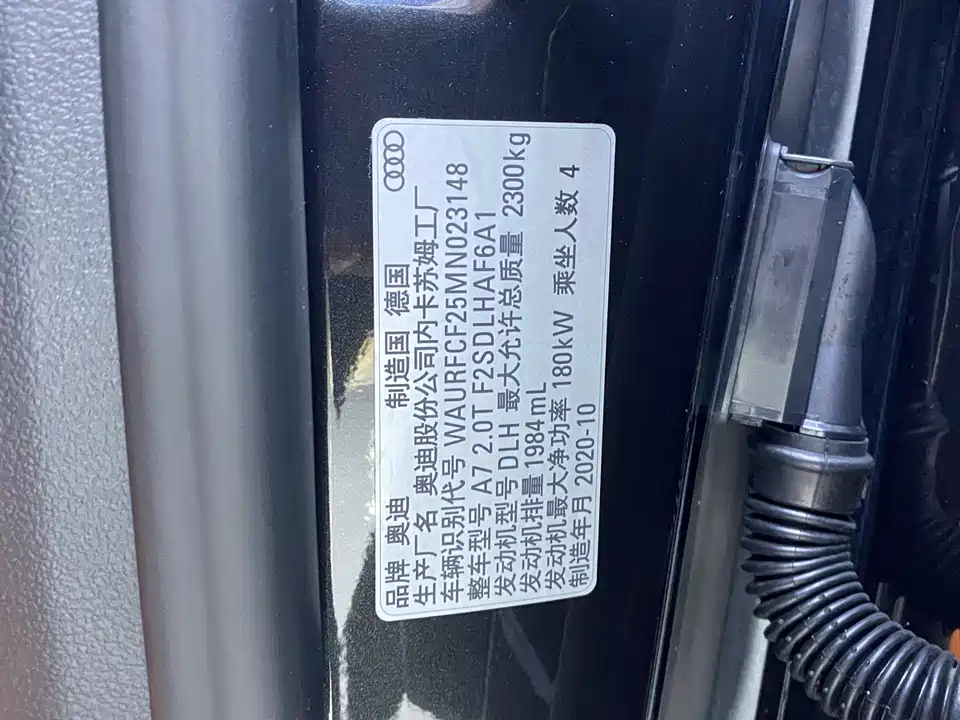 品牌 奥迪 制造国 德国
生产厂名 奥迪股份公司内卡苏姆工厂
车辆识别代号 WAURFCF25MN023148
整车型号 A7 2.0T F2SDLHAF6A1
发动机型号 DLH 最大允许总质量 2300kg
发动机排量 1984mL
发动机最大净功率 180kW 乘坐人数 4
制造年月 2020-10